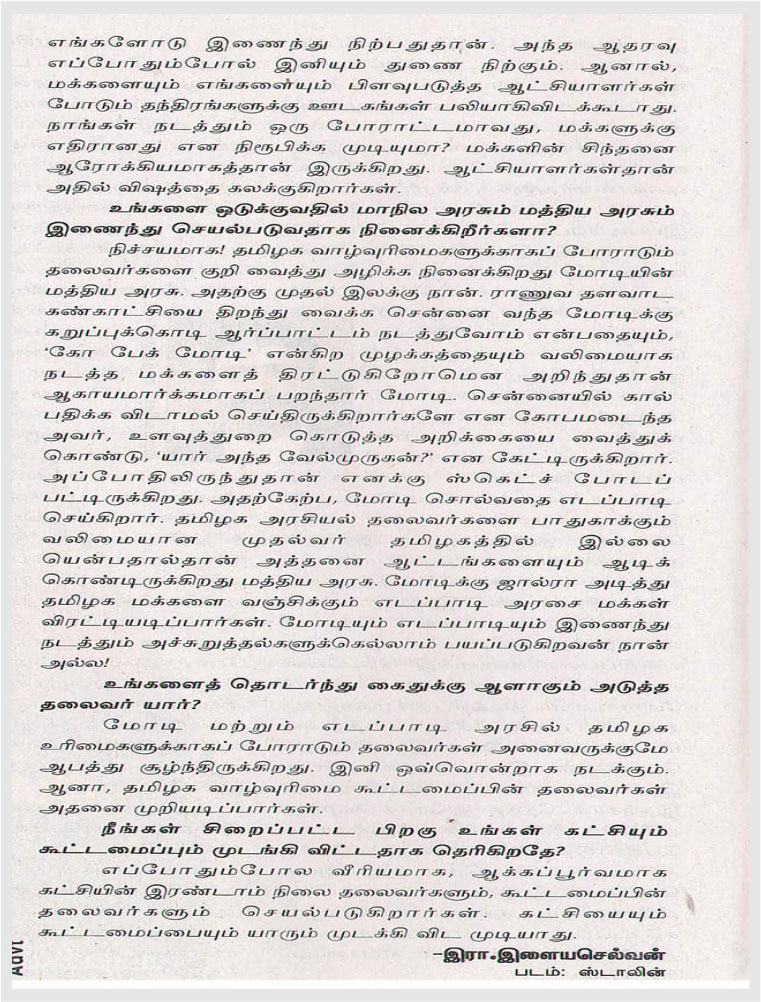 எங்களோடு இணைந்து நிற்பதுதான். அந்த ஆதரவு
எப்போதும்போல் இனியும் துணை நிற்கும். ஆனால்,
மக்களையும் எங்களையும் பிளவுபடுத்த ஆட்சியாளர்கள்
போடும் தந்திரங்களுக்கு ஊடகங்கள் பலியாகிவிடக்கூடாது.
நாங்கள் நடத்தும் ஒரு போராட்டமாவது, மக்களுக்கு
எதிரானது என நிரூபிக்க முடியுமா? மக்களின் சிந்தனை
ஆரோக்கியமாகத்தான் இருக்கிறது. ஆட்சியாளர்கள்தான்
அதில் விஷத்தை கலக்குகிறார்கள்.
உங்களை ஒடுக்குவதில் மாநில அரசும் மத்திய அரசும்
இணைந்து செயல்படுவதாக நினைக்கிறீர்களா?
நிச்சயமாக! தமிழக வாழ்வுரிமைகளுக்காகப் போராடும்
தலைவர்களை குறி வைத்து அழிக்க நினைக்கிறது மோடியின்
மத்திய அரசு. அதற்கு முதல் இலக்கு நான். ராணுவ தளவாட
கண்காட்சியை திறந்து வைக்க சென்னை வந்த மோடிக்கு
கறுப்புக்கொடி ஆர்ப்பாட்டம் நடத்துவோம் என்பதையும்,
‘கோ பேக் மோடி’ என்கிற முழக்கத்தையும் வலிமையாக
நடத்த மக்களைத் திரட்டுகிறோமென அறிந்துதான்
ஆகாயமார்க்கமாகப் பறந்தார் மோடி. சென்னையில் கால்
பதிக்க விடாமல் செய்திருக்கிறார்களே என கோபமடைந்த
அவர், உளவுத்துறை கொடுத்த அறிக்கையை வைத்துக்
கொண்டு, ‘யார் அந்த வேல்முருகன்?’ என கேட்டிருக்கிறார்.
அப்போதிலிருந்துதான் எனக்கு ஸ்கெட்ச் போடப்
பட்டிருக்கிறது. அதற்கேற்ப, மோடி சொல்வதை எடப்பாடி
செய்கிறார். தமிழக அரசியல் தலைவர்களை பாதுகாக்கும்
வலிமையான முதல்வர் தமிழகத்தில் இல்லை
யென்பதால்தான் அத்தனை ஆட்டங்களையும் ஆடிக்
கொண்டிருக்கிறது மத்திய அரசு. மோடிக்கு ஜால்ரா அடித்து
தமிழக மக்களை வஞ்சிக்கும் எடப்பாடி அரசை மக்கள்
விரட்டியடிப்பார்கள். மோடியும் எடப்பாடியும் இணைந்து
நடத்தும் அச்சுறுத்தல்களுக்கெல்லாம் பயப்படுகிறவன் நான்
அல்ல!
உங்களைத் தொடர்ந்து கைதுக்கு ஆளாகும் அடுத்த
தலைவர் யார்?
மோடி மற்றும் எடப்பாடி அரசில், தமிழக
உரிமைகளுக்காகப் போராடும் தலைவர்கள் அனைவருக்குமே
ஆபத்து சூழ்ந்திருக்கிறது. இனி ஒவ்வொன்றாக நடக்கும்.
ஆனா, தமிழக வாழ்வுரிமை கூட்டமைப்பின் தலைவர்கள்
அதனை முறியடிப்பார்கள்.
நீங்கள் சிறைப்பட்ட பிறகு உங்கள் கட்சியும்
கூட்டமைப்பும் முடங்கி விட்டதாக தெரிகிறதே?
எப்போதும்போல வீரியமாக, ஆக்கப்பூர்வமாக
கட்சியின் இரண்டாம் நிலை தலைவர்களும், கூட்டமைப்பின்
தலைவர்களும் செயல்படுகிறார்கள். கட்சியையும்
கூட்டமைப்பையும் யாரும் முடக்கி விட முடியாது.
-இரா.இளையசெல்வன்
படம்: ஸ்டாலின்
Advt